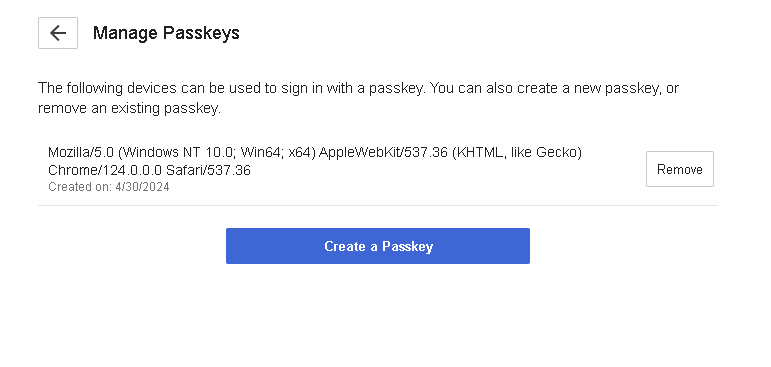 Manage Passkeys
The following devices can be used to sign in with a passkey. You can also create a new passkey, or
remove an existing passkey.
Mozilla/5.0 (Windows NT 10.0; Win64; x64) AppleWebKit/537.36 (KHTML, like Gecko)
Chrome/124.0.0.0 Safari/537.36
Created on: 4/30/2024
Remove
Create a Passkey